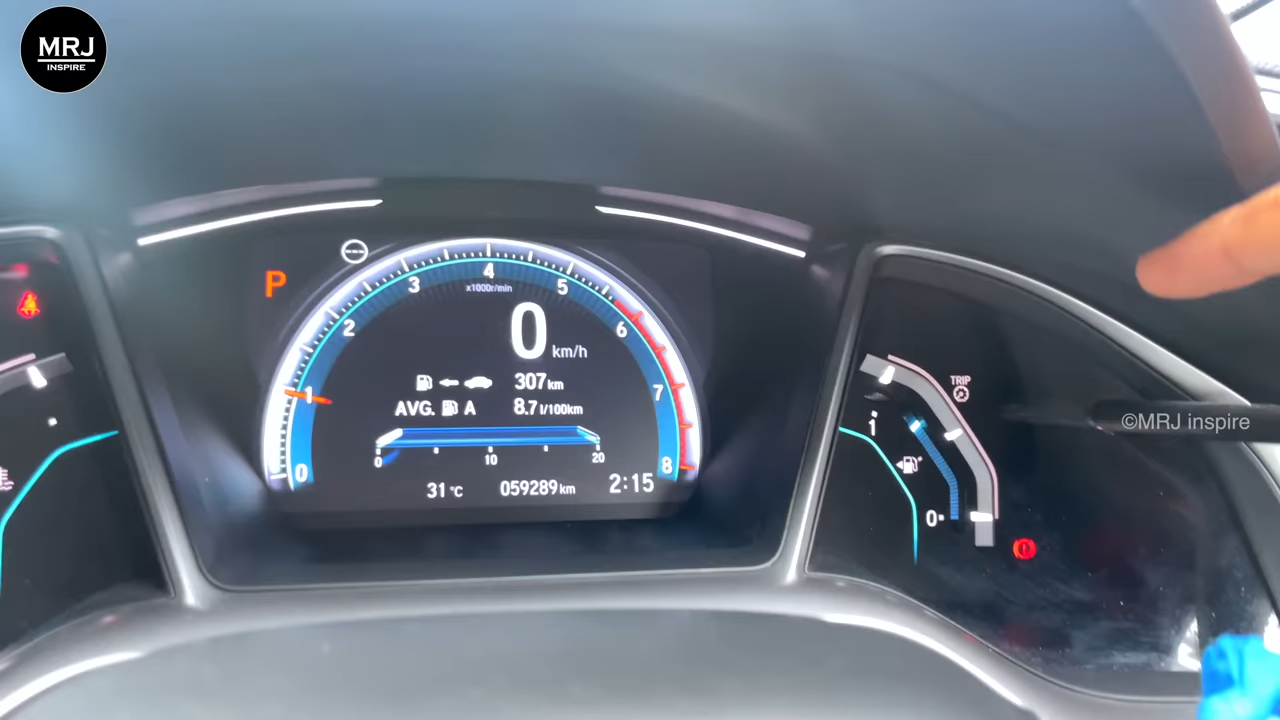 MRJ
INSPIRE
P
4
3
5
x1000r/min
2
6
0
km/h
307 km
1
7
AVG. A
8.7 l/100km
0
8
0
10
20
31 °C
059289 km
2:15
TRIP
1
0
©MRJ inspire